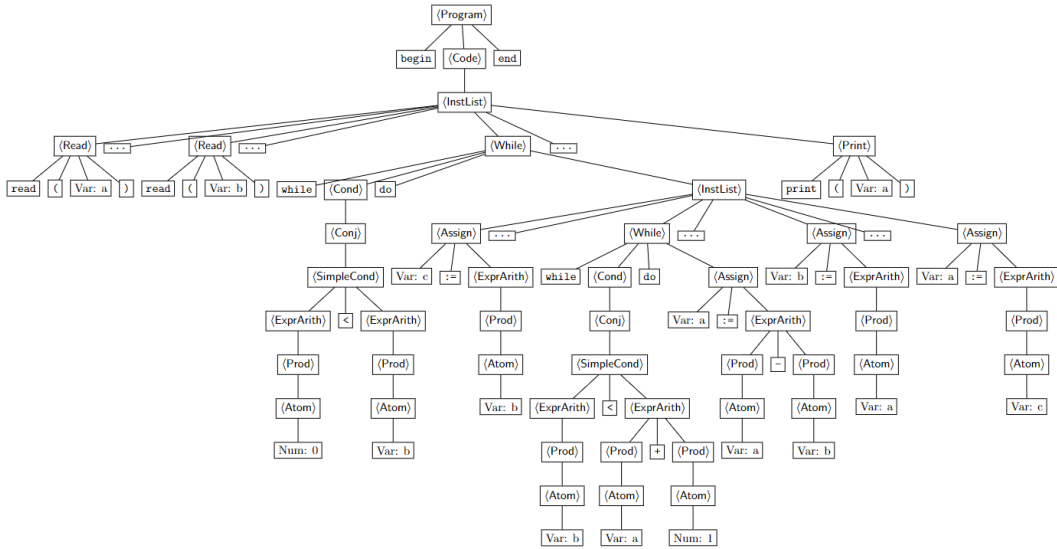 ⟨Program⟩
begin ⟨Code⟩ end
⟨InstList⟩
⟨Read⟩ ... ⟨Read⟩ ... ⟨While⟩ ... ⟨Print⟩
read ( Var: a ) read ( Var: b ) while ⟨Cond⟩ do ⟨InstList⟩ print ( Var: a )
⟨Conj⟩ ⟨Assign⟩ ... ⟨While⟩ ... ⟨Assign⟩ ... ⟨Assign⟩
⟨SimpleCond⟩ Var: c := ⟨ExprArith⟩ while ⟨Cond⟩ do ⟨Assign⟩ Var: b := ⟨ExprArith⟩ Var: a := ⟨ExprArith⟩
⟨ExprArith⟩ < ⟨ExprArith⟩ ⟨Prod⟩ ⟨Conj⟩ Var: a := ⟨ExprArith⟩ ⟨Prod⟩ ⟨Prod⟩
⟨Prod⟩ ⟨Prod⟩ ⟨Atom⟩ ⟨SimpleCond⟩ ⟨Prod⟩ - ⟨Prod⟩ ⟨Atom⟩ ⟨Atom⟩
⟨Atom⟩ ⟨Atom⟩ Var: b ⟨ExprArith⟩ < ⟨ExprArith⟩ ⟨Atom⟩ ⟨Atom⟩ Var: a Var: c
Num: 0 Var: b ⟨Prod⟩ ⟨Prod⟩ + ⟨Prod⟩ Var: a Var: b
⟨Atom⟩ ⟨Atom⟩ ⟨Atom⟩
Var: b Var: a Num: 1